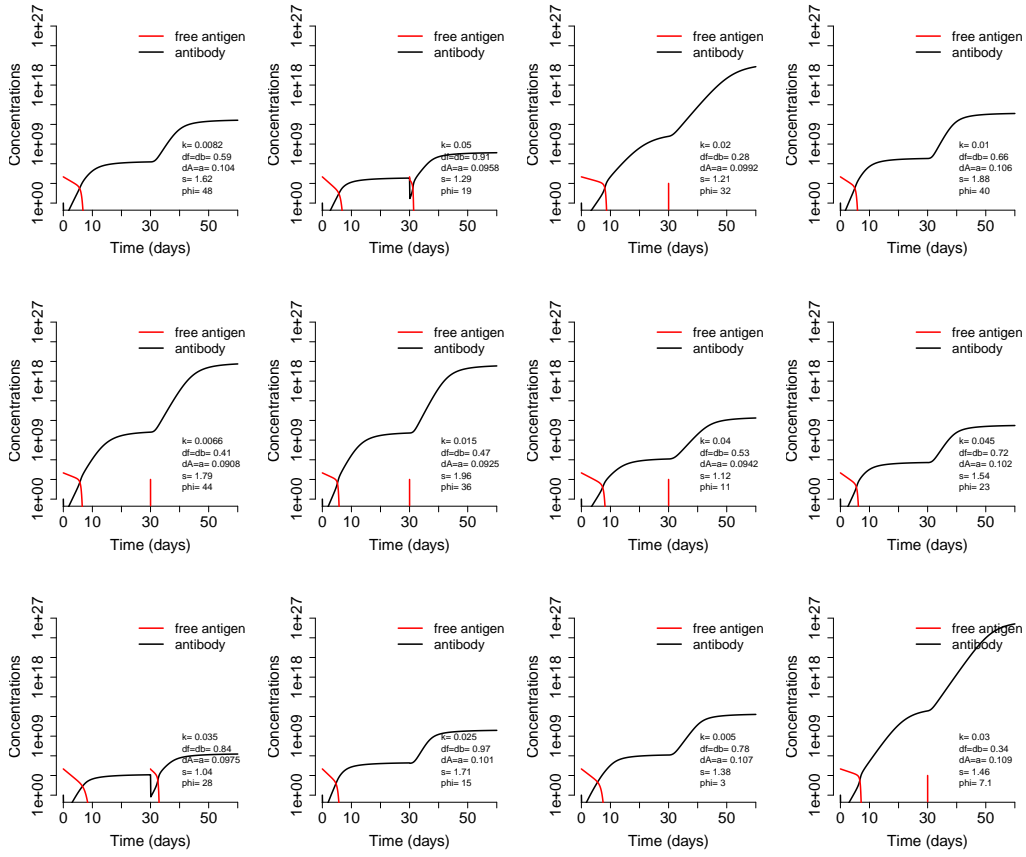 1e+00 1e+09 1e+18 1e+27
Concentrations
free antigen
antibody
k= 0.0082
df=db= 0.59
dA=a= 0.104
s= 1.62
phi= 48
0 10 30 50
Time (days)
1e+00 1e+09 1e+18 1e+27
Concentrations
free antigen
antibody
k= 0.05
df=db= 0.91
dA=a= 0.0958
s= 1.29
phi= 19
0 10 30 50
Time (days)
1e+00 1e+09 1e+18 1e+27
Concentrations
free antigen
antibody
k= 0.02
df=db= 0.28
dA=a= 0.0992
s= 1.21
phi= 32
0 10 30 50
Time (days)
1e+00 1e+09 1e+18 1e+27
Concentrations
free antigen
antibody
k= 0.01
df=db= 0.66
dA=a= 0.106
s= 1.88
phi= 40
0 10 30 50
Time (days)
1e+00 1e+09 1e+18 1e+27
Concentrations
free antigen
antibody
k= 0.0066
df=db= 0.41
dA=a= 0.0908
s= 1.79
phi= 44
0 10 30 50
Time (days)
1e+00 1e+09 1e+18 1e+27
Concentrations
free antigen
antibody
k= 0.015
df=db= 0.47
dA=a= 0.0925
s= 1.96
phi= 36
0 10 30 50
Time (days)
1e+00 1e+09 1e+18 1e+27
Concentrations
free antigen
antibody
k= 0.04
df=db= 0.53
dA=a= 0.0942
s= 1.12
phi= 11
0 10 30 50
Time (days)
1e+00 1e+09 1e+18 1e+27
Concentrations
free antigen
antibody
k= 0.045
df=db= 0.72
dA=a= 0.102
s= 1.54
phi= 23
0 10 30 50
Time (days)
1e+00 1e+09 1e+18 1e+27
Concentrations
free antigen
antibody
k= 0.035
df=db= 0.84
dA=a= 0.0975
s= 1.04
phi= 28
0 10 30 50
Time (days)
1e+00 1e+09 1e+18 1e+27
Concentrations
free antigen
antibody
k= 0.025
df=db= 0.97
dA=a= 0.101
s= 1.71
phi= 15
0 10 30 50
Time (days)
1e+00 1e+09 1e+18 1e+27
Concentrations
free antigen
antibody
k= 0.005
df=db= 0.78
dA=a= 0.107
s= 1.38
phi= 3
0 10 30 50
Time (days)
1e+00 1e+09 1e+18 1e+27
Concentrations
free antigen
antibody
k= 0.03
df=db= 0.34
dA=a= 0.109
s= 1.46
phi= 7.1
0 10 30 50
Time (days)